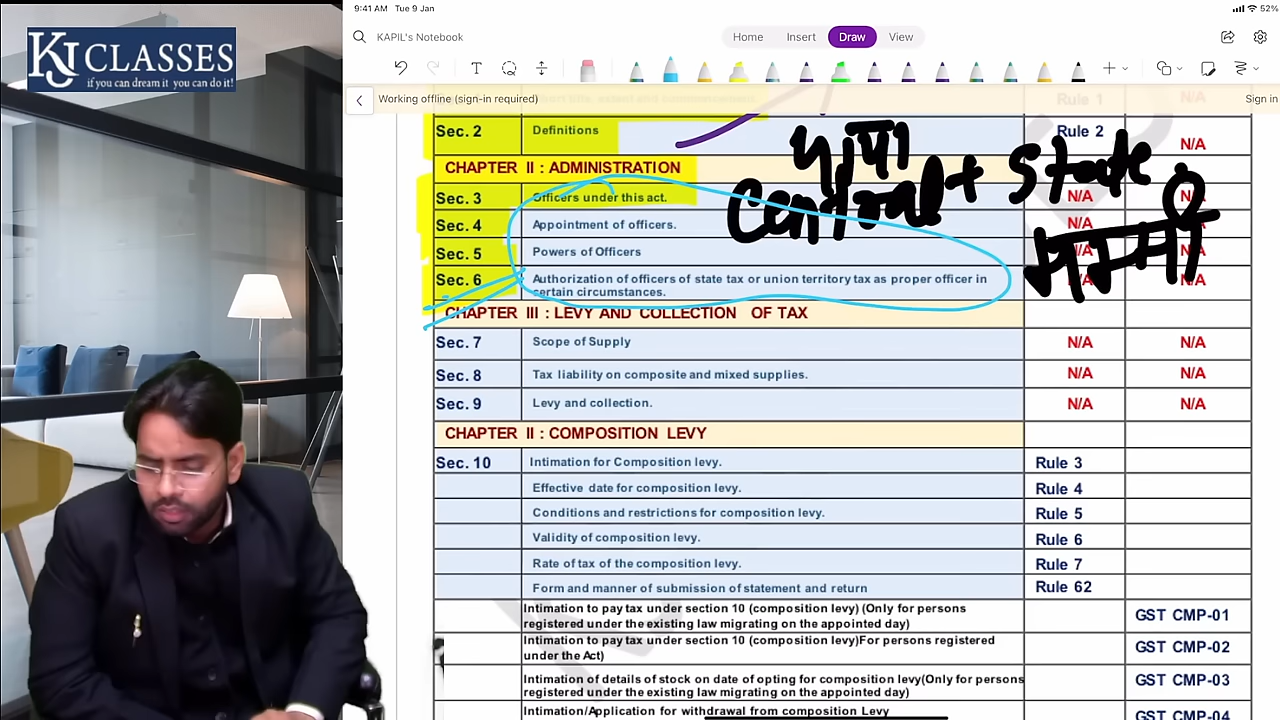 KJ CLASSES
if you can dream it you can do it!
9:41 AM Tue 9 Jan
52%
KAPIL's Notebook
Home Insert Draw View
T
Working offline (sign-in required)
Sign in
Rule 1 N/A
Sec. 2 Definitions Rule 2 N/A
CHAPTER II : ADMINISTRATION
Sec. 3 Officers under this act. N/A N/A
Sec. 4 Appointment of officers. N/A N/A
Sec. 5 Powers of Officers N/A N/A
Sec. 6 Authorization of officers of state tax or union territory tax as proper officer in N/A N/A
certain circumstances.
Central + State
CHAPTER III : LEVY AND COLLECTION OF TAX
Sec. 7 Scope of Supply N/A N/A
Sec. 8 Tax liability on composite and mixed supplies. N/A N/A
Sec. 9 Levy and collection. N/A N/A
CHAPTER II : COMPOSITION LEVY
Sec. 10 Intimation for Composition levy. Rule 3
Effective date for composition levy. Rule 4
Conditions and restrictions for composition levy. Rule 5
Validity of composition levy. Rule 6
Rate of tax of the composition levy. Rule 7
Form and manner of submission of statement and return Rule 62
Intimation to pay tax under section 10 (composition levy) (Only for persons
registered under the existing law migrating on the appointed day) GST CMP-01
Intimation to pay tax under section 10 (composition levy)For persons registered
under the Act) GST CMP-02
Intimation of details of stock on date of opting for composition levy(Only for persons
registered under the existing law migrating on the appointed day) GST CMP-03
Intimation/Application for withdrawal from composition Levy GST CMP-04